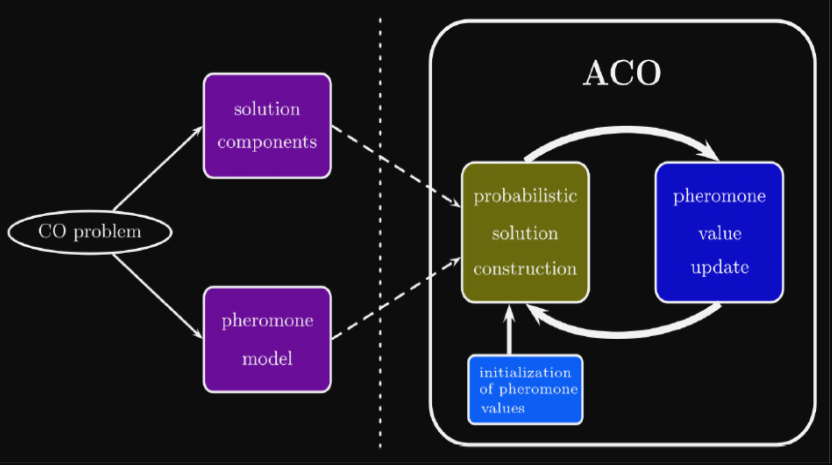 ACO
solution
components
CO problem
pheromone
model
probabilistic
solution
construction
pheromone
value
update
initialization
of pheromone
values